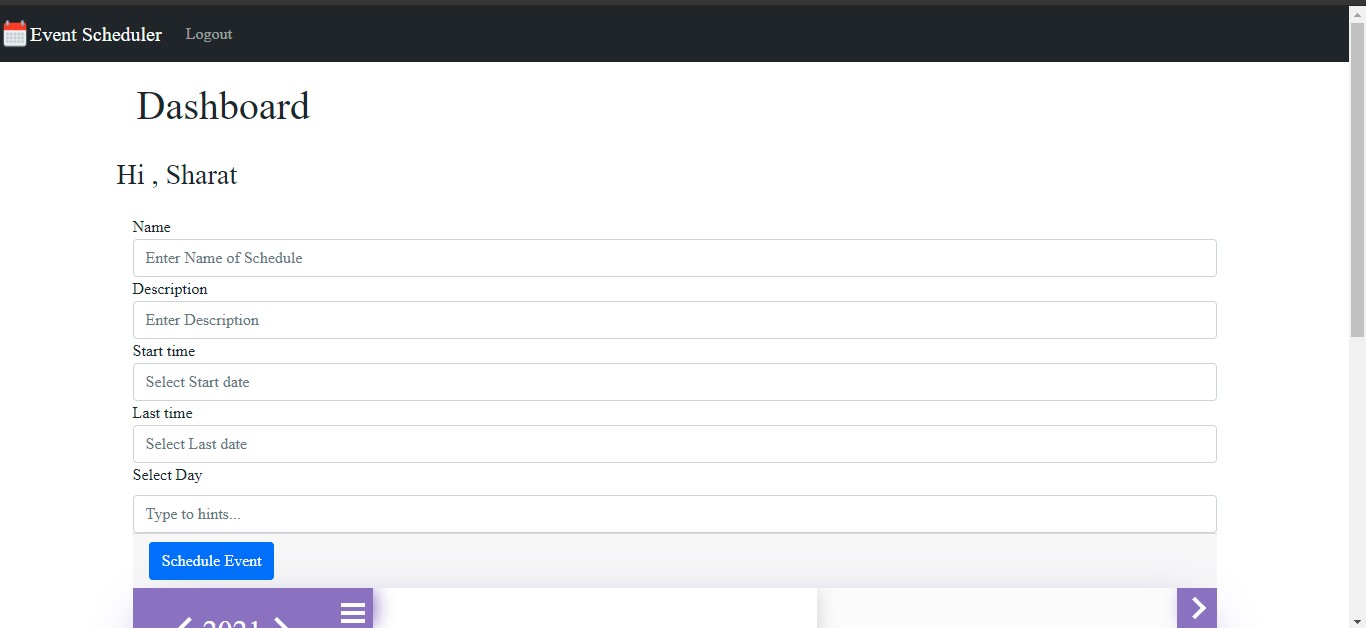 Event Scheduler Logout
Dashboard
Hi , Sharat
Name
Enter Name of Schedule
Description
Enter Description
Start time
Select Start date
Last time
Select Last date
Select Day
Type to hints...
Schedule Event
2021